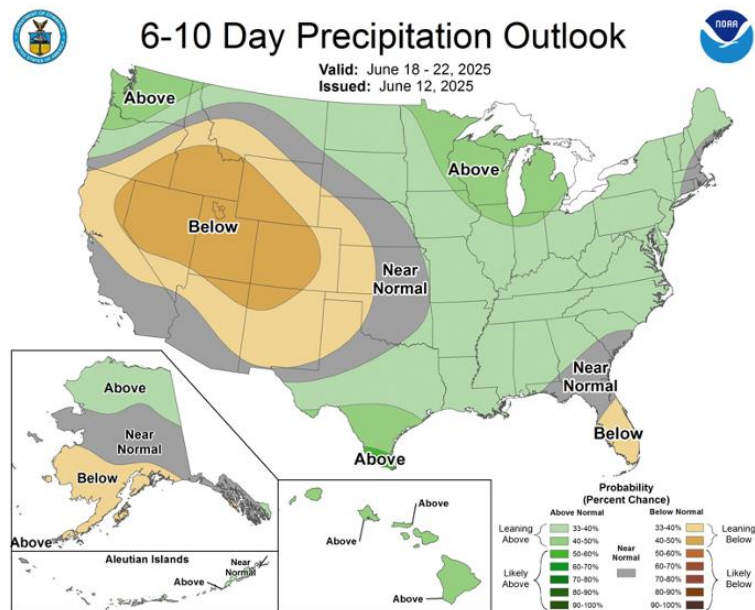 6-10 Day Precipitation Outlook
NOAA
Valid: June 18 - 22, 2025
Issued: June 12, 2025
Above
Above
Below
Near
Normal
Near
Normal
Below
Above
Above
Near
Normal
Below
Above
Aleutian Islands
Near
Normal
Above
Above
Above
Above
Above
Probability
(Percent Chance)
Above Normal
Below Normal
Leaning
Above
33-40%
40-50%
50-60%
60-70%
70-80%
80-90%
90-100%
Likely
Above
Near
Normal
33-40%
40-50%
50-60%
60-70%
70-80%
80-90%
90-100%
Leaning
Below
Likely
Below